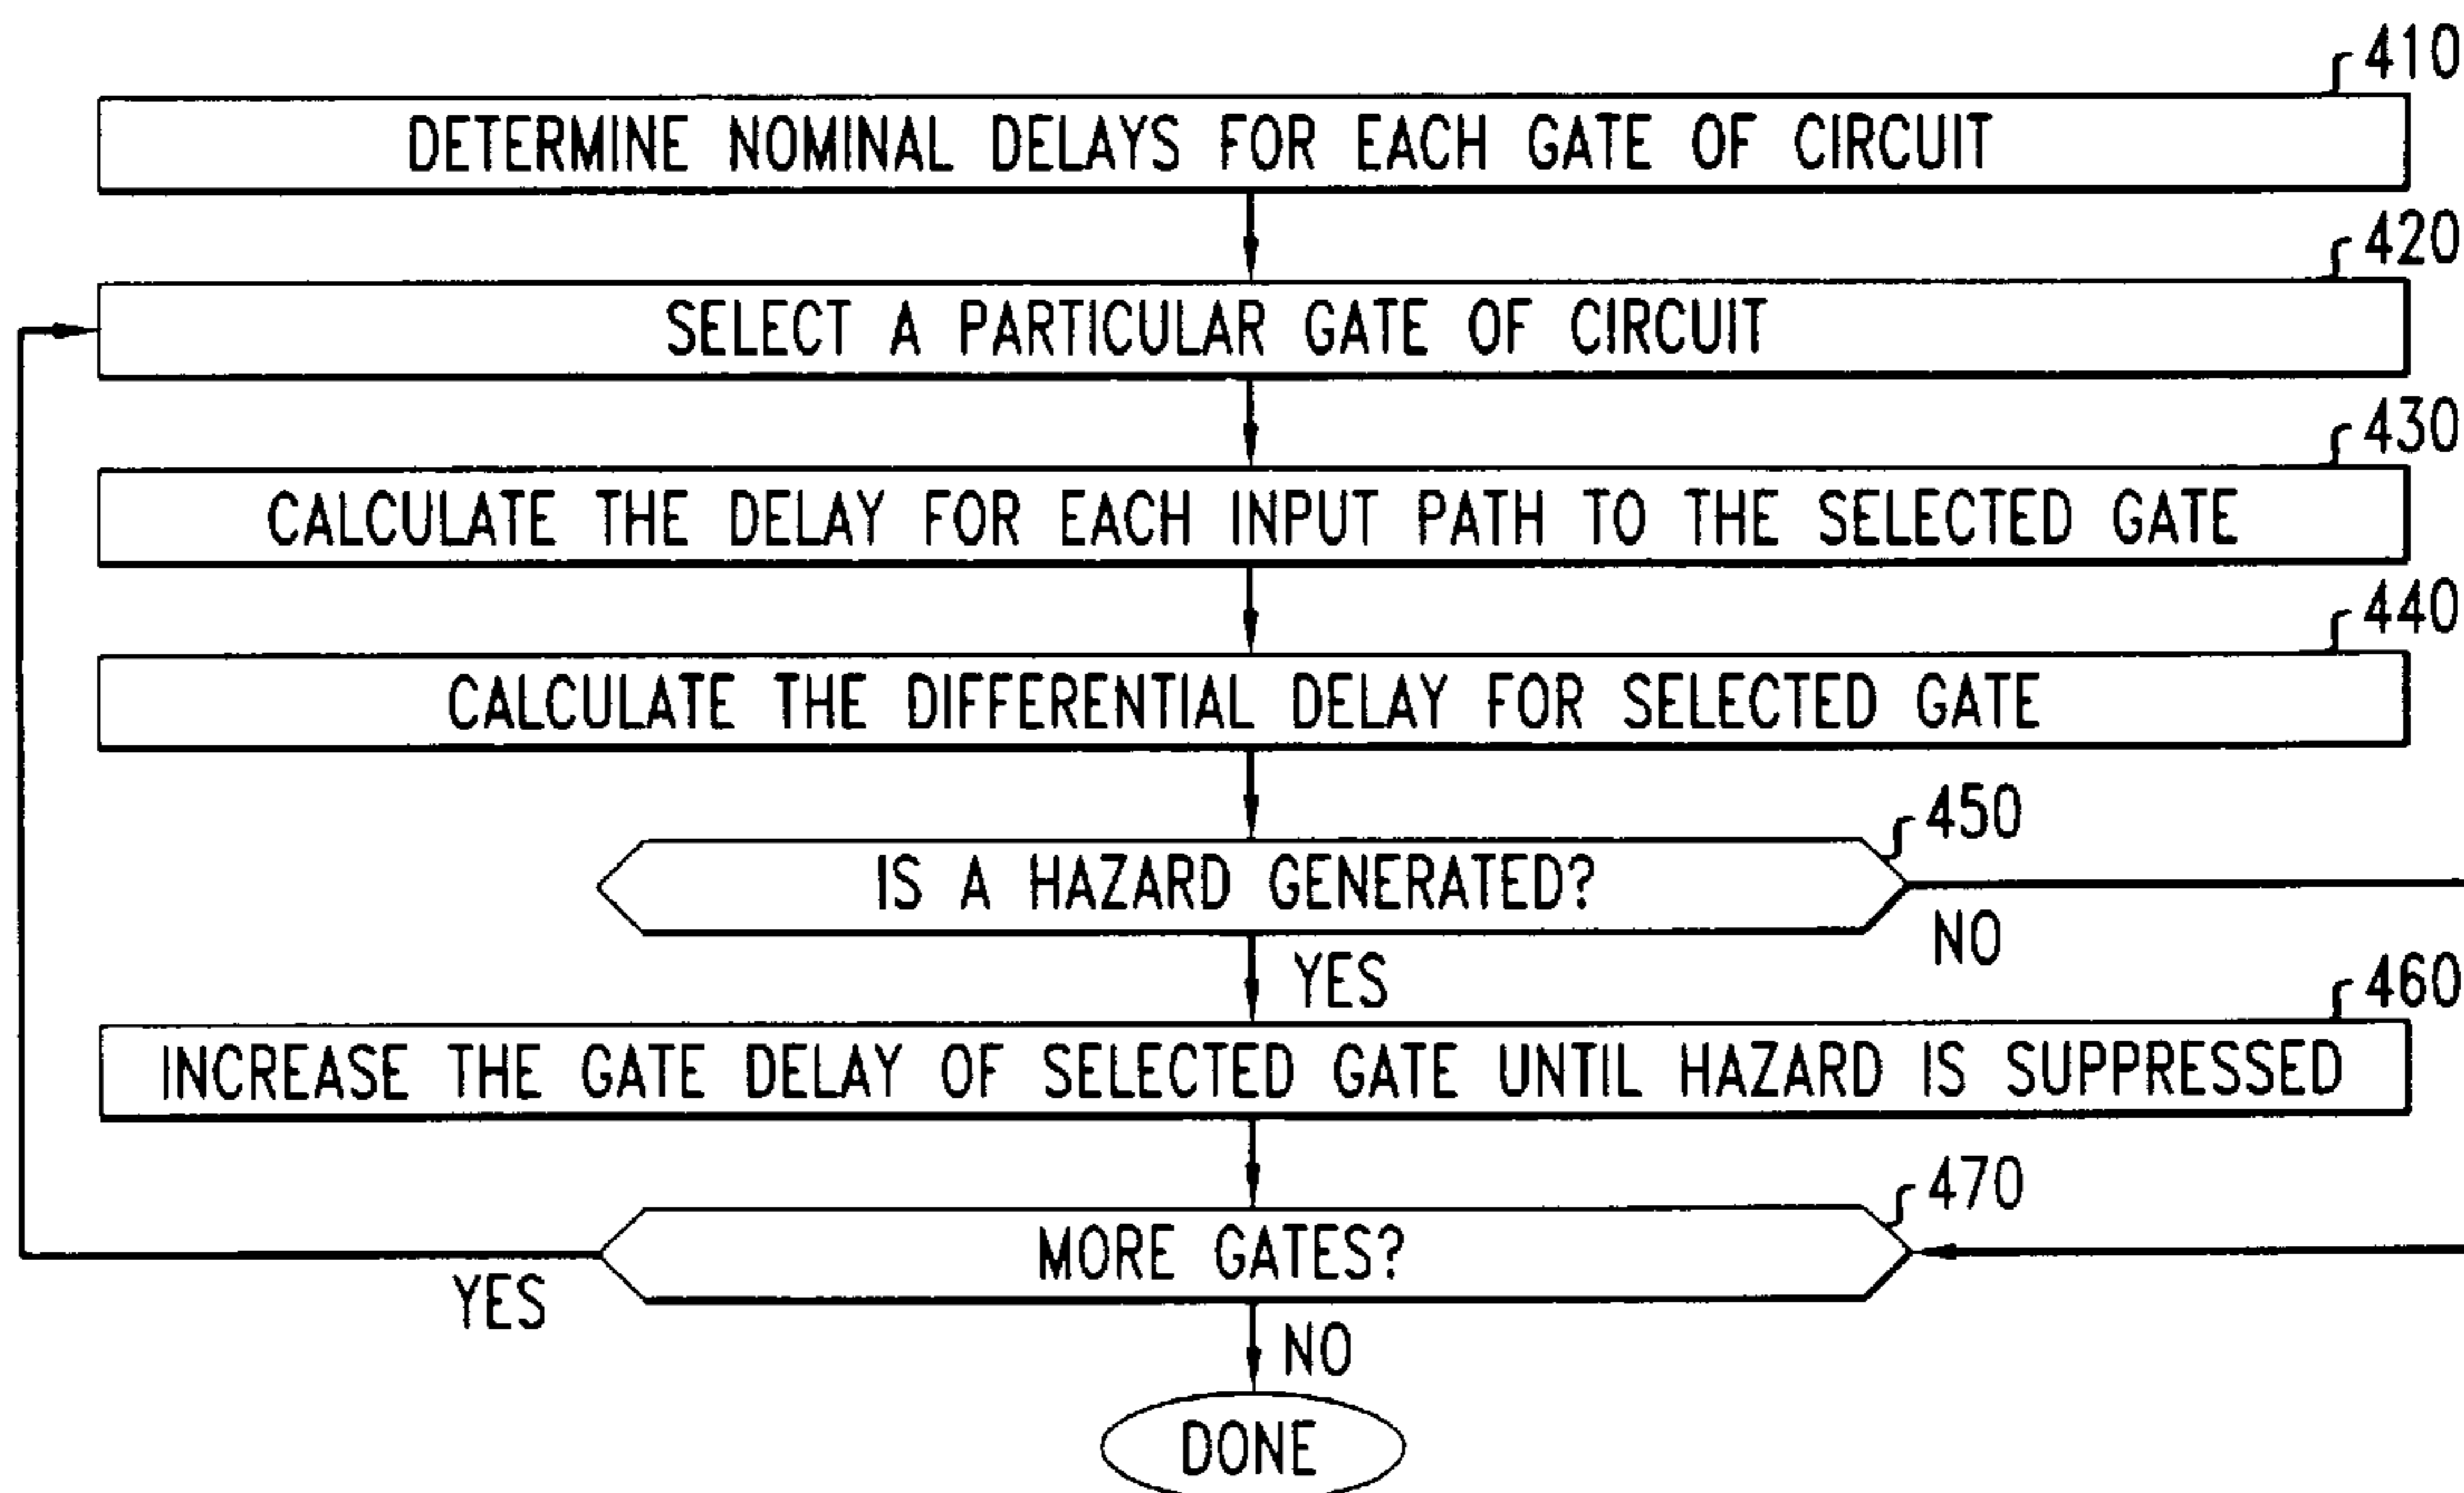 410
DETERMINE NOMINAL DELAYS FOR EACH GATE OF CIRCUIT
420
SELECT A PARTICULAR GATE OF CIRCUIT
430
CALCULATE THE DELAY FOR EACH INPUT PATH TO THE SELECTED GATE
440
CALCULATE THE DIFFERENTIAL DELAY FOR SELECTED GATE
450
IS A HAZARD GENERATED?
NO
YES
460
INCREASE THE GATE DELAY OF SELECTED GATE UNTIL HAZARD IS SUPPRESSED
470
MORE GATES?
YES
NO
DONE